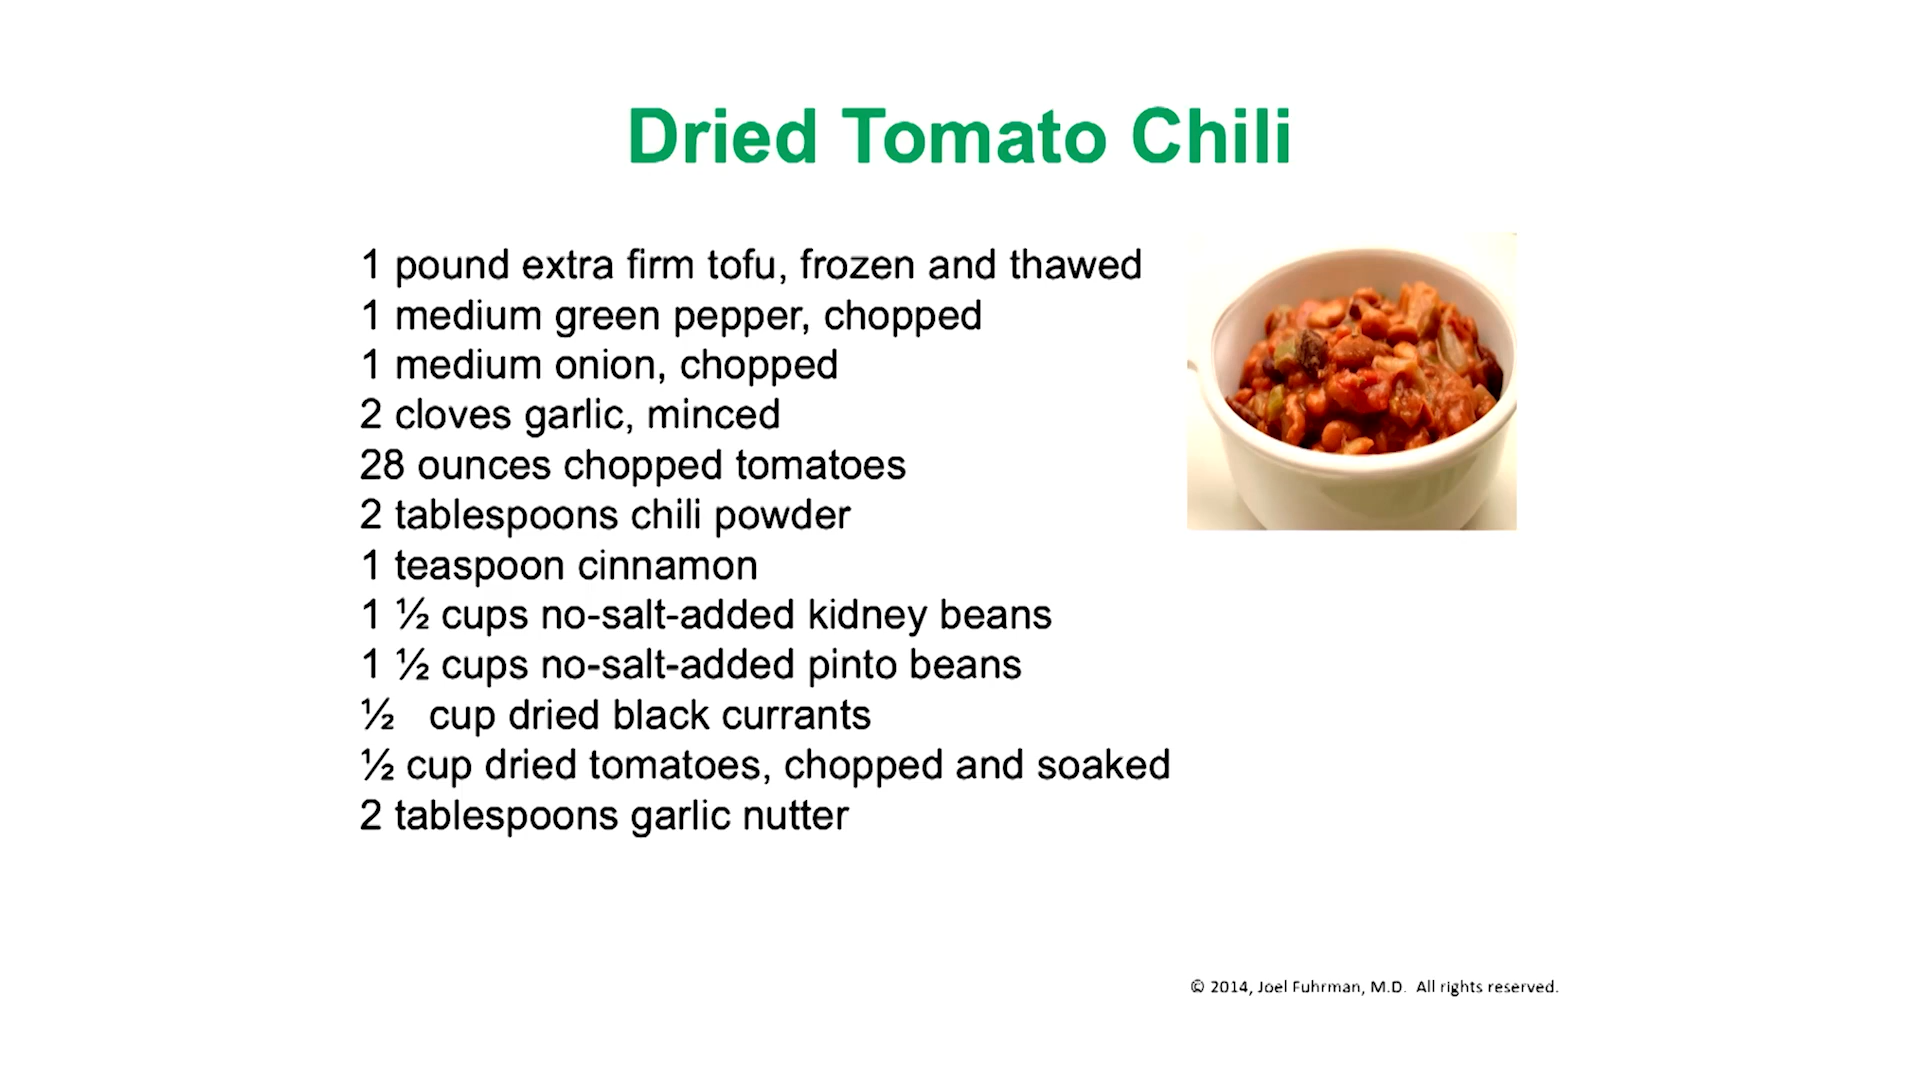 Dried Tomato Chili
1 pound extra firm tofu, frozen and thawed
1 medium green pepper, chopped
1 medium onion, chopped
2 cloves garlic, minced
28 ounces chopped tomatoes
2 tablespoons chili powder
1 teaspoon cinnamon
1 ½ cups no-salt-added kidney beans
1 ½ cups no-salt-added pinto beans
½ cup dried black currants
½ cup dried tomatoes, chopped and soaked
2 tablespoons garlic nutter
© 2014, Joel Fuhrman, M.D. All rights reserved.